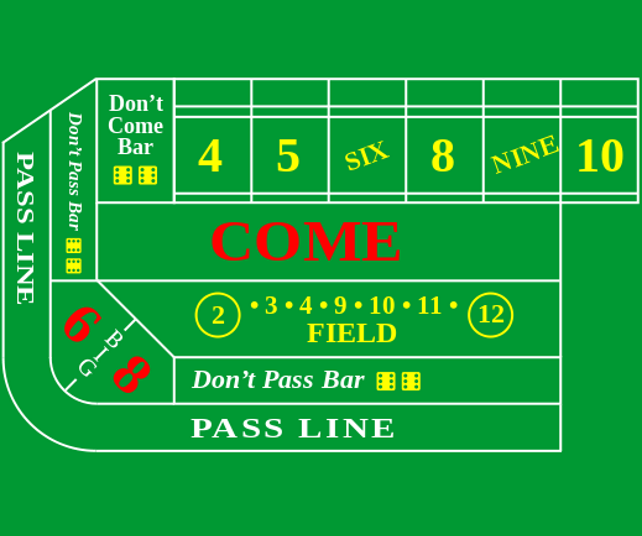 Don't
Come
Bar
4
5
SIX
8
NINE
10
PASS LINE
Don't Pass Bar
COME
2
• 3 • 4 • 9 • 10 • 11 •
12
FIELD
6
8
BIG
Don't Pass Bar
PASS LINE